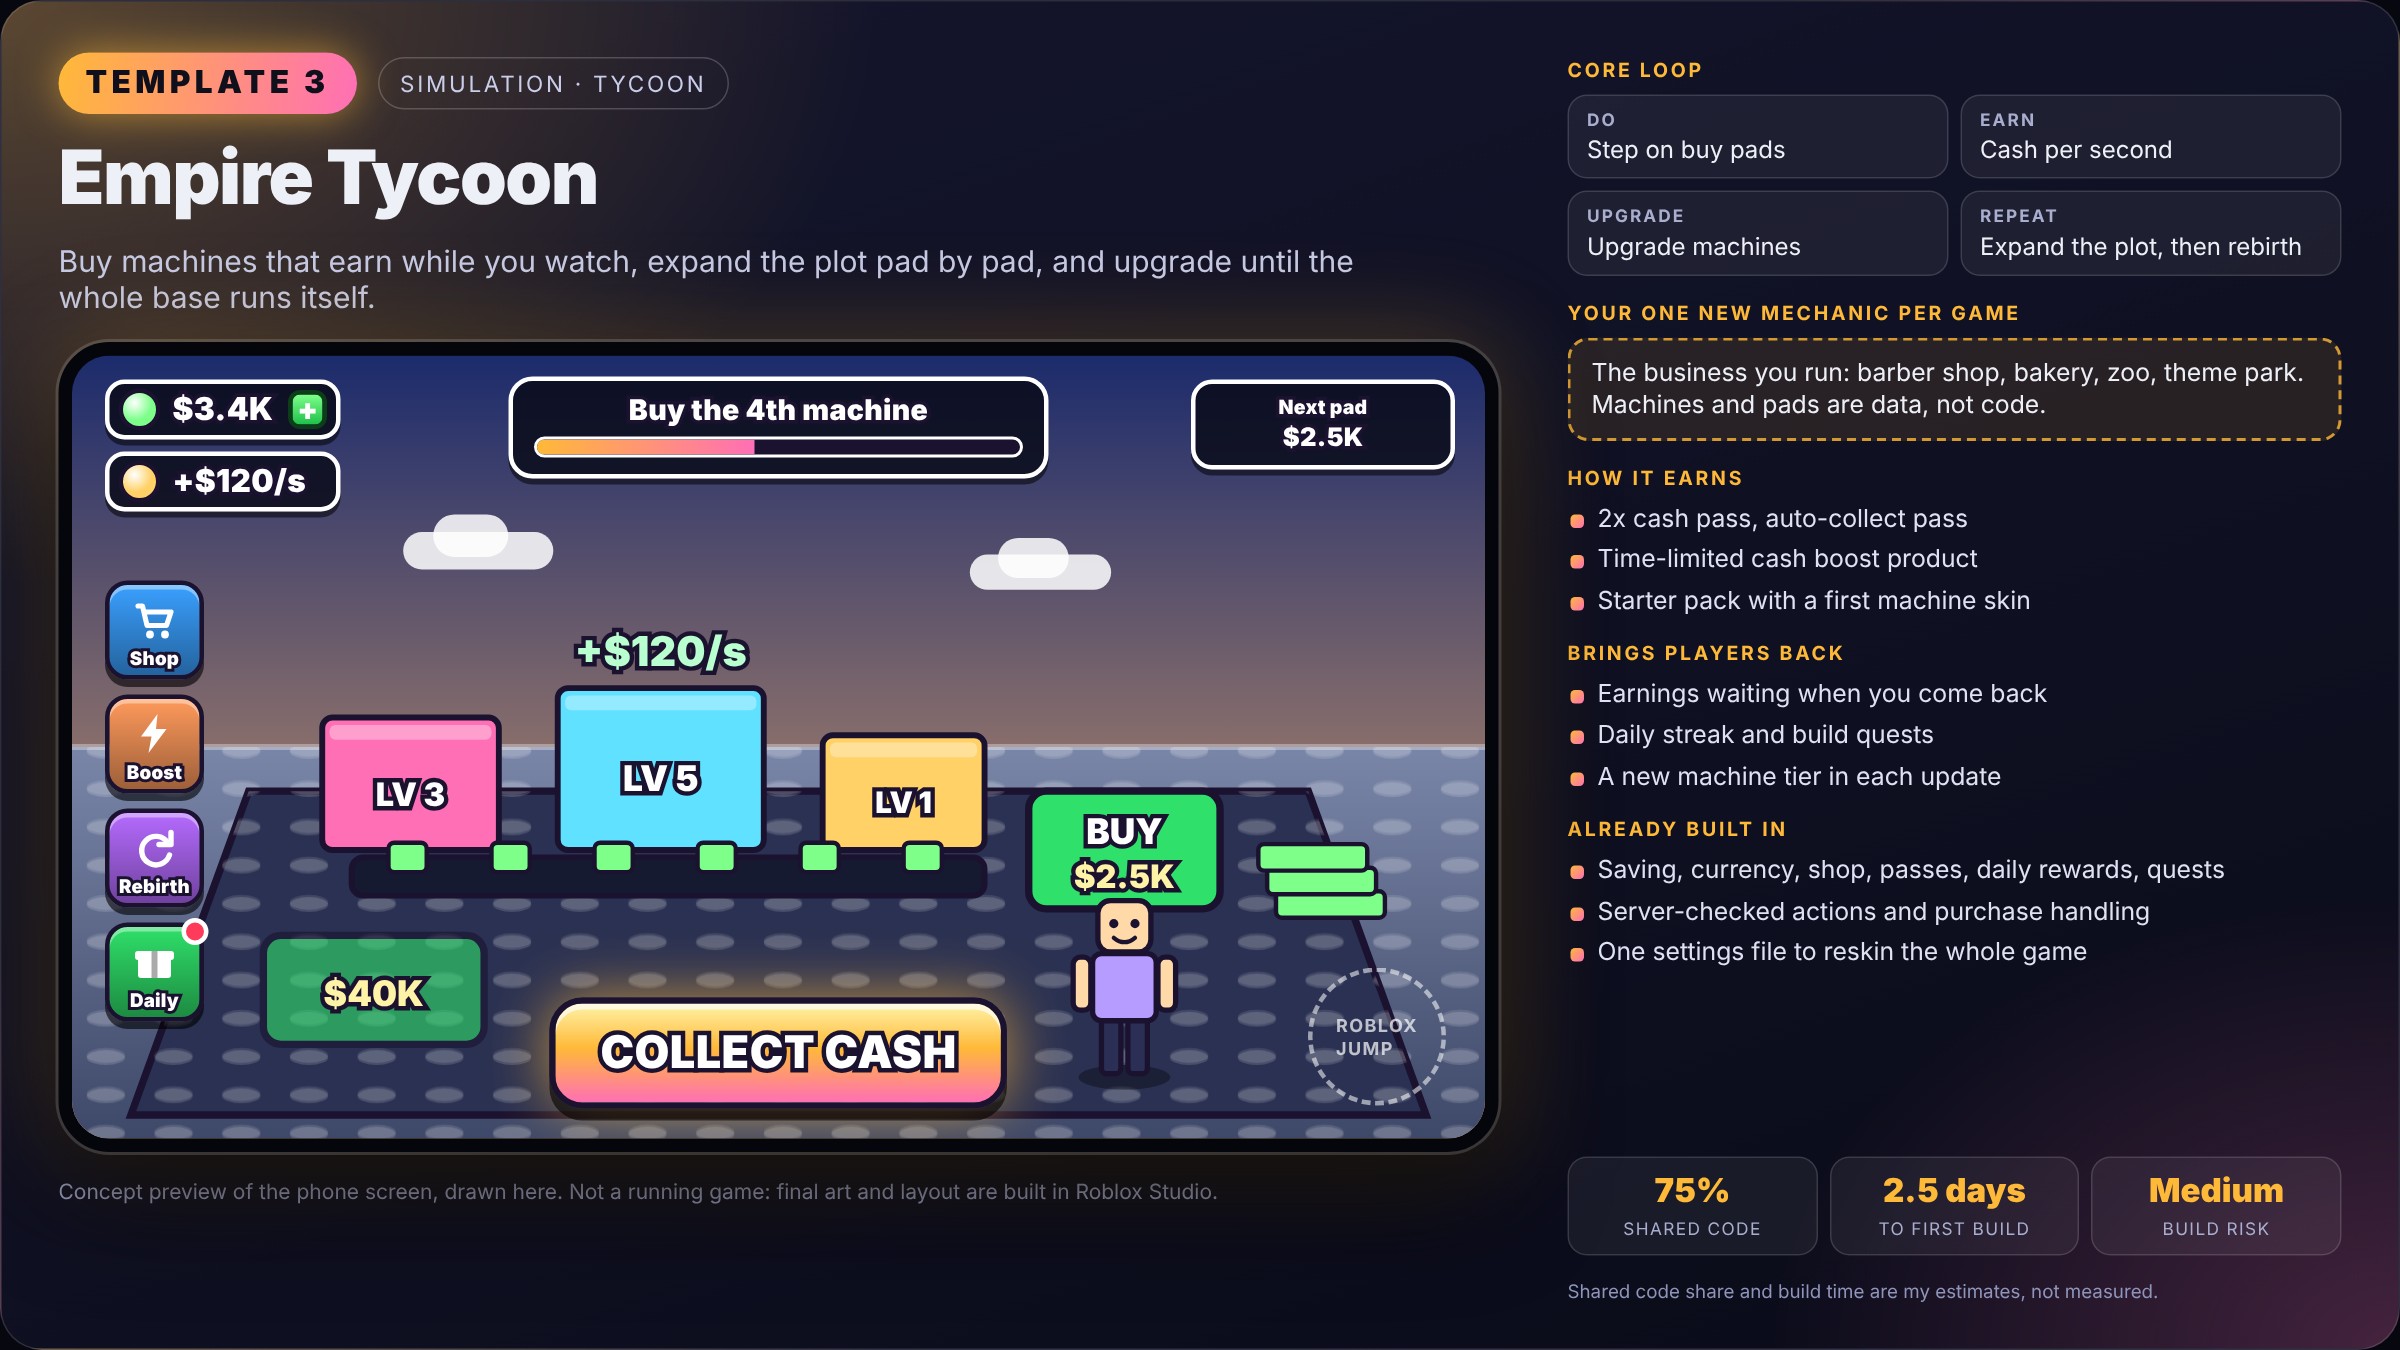 TEMPLATE 3
SIMULATION · TYCOON
Empire Tycoon
Buy machines that earn while you watch, expand the plot pad by pad, and upgrade until the
whole base runs itself.
$3.4K +
+$120/s
Buy the 4th machine
Next pad
$2.5K
Shop
Boost
Rebirth
Daily
+$120/s
LV 3
LV 5
LV 1
BUY
$2.5K
$40K
COLLECT CASH
ROBLOX
JUMP
Concept preview of the phone screen, drawn here. Not a running game: final art and layout are built in Roblox Studio.
CORE LOOP
DO
Step on buy pads
EARN
Cash per second
UPGRADE
Upgrade machines
REPEAT
Expand the plot, then rebirth
YOUR ONE NEW MECHANIC PER GAME
The business you run: barber shop, bakery, zoo, theme park.
Machines and pads are data, not code.
HOW IT EARNS
2x cash pass, auto-collect pass
Time-limited cash boost product
Starter pack with a first machine skin
BRINGS PLAYERS BACK
Earnings waiting when you come back
Daily streak and build quests
A new machine tier in each update
ALREADY BUILT IN
Saving, currency, shop, passes, daily rewards, quests
Server-checked actions and purchase handling
One settings file to reskin the whole game
75%
SHARED CODE
2.5 days
TO FIRST BUILD
Medium
BUILD RISK
Shared code share and build time are my estimates, not measured.